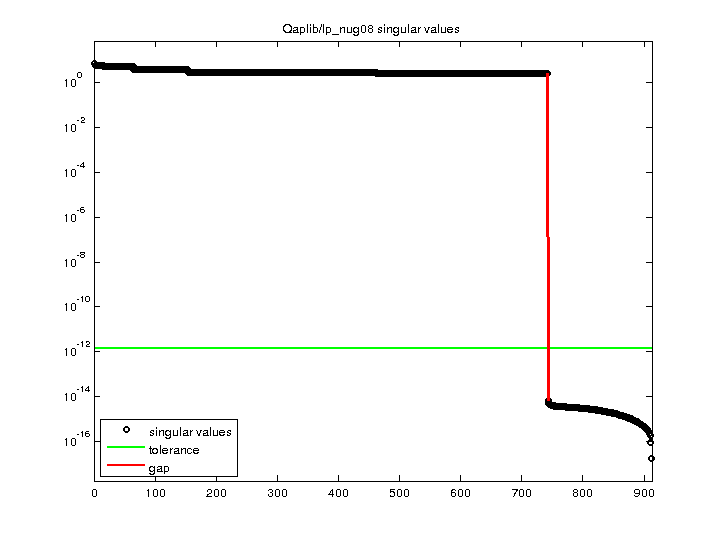 Qaplib/lp_nug08 singular values
10^0
10^-2
10^-4
10^-6
10^-8
10^-10
10^-12
10^-14
10^-16
singular values
tolerance
gap
0 100 200 300 400 500 600 700 800 900